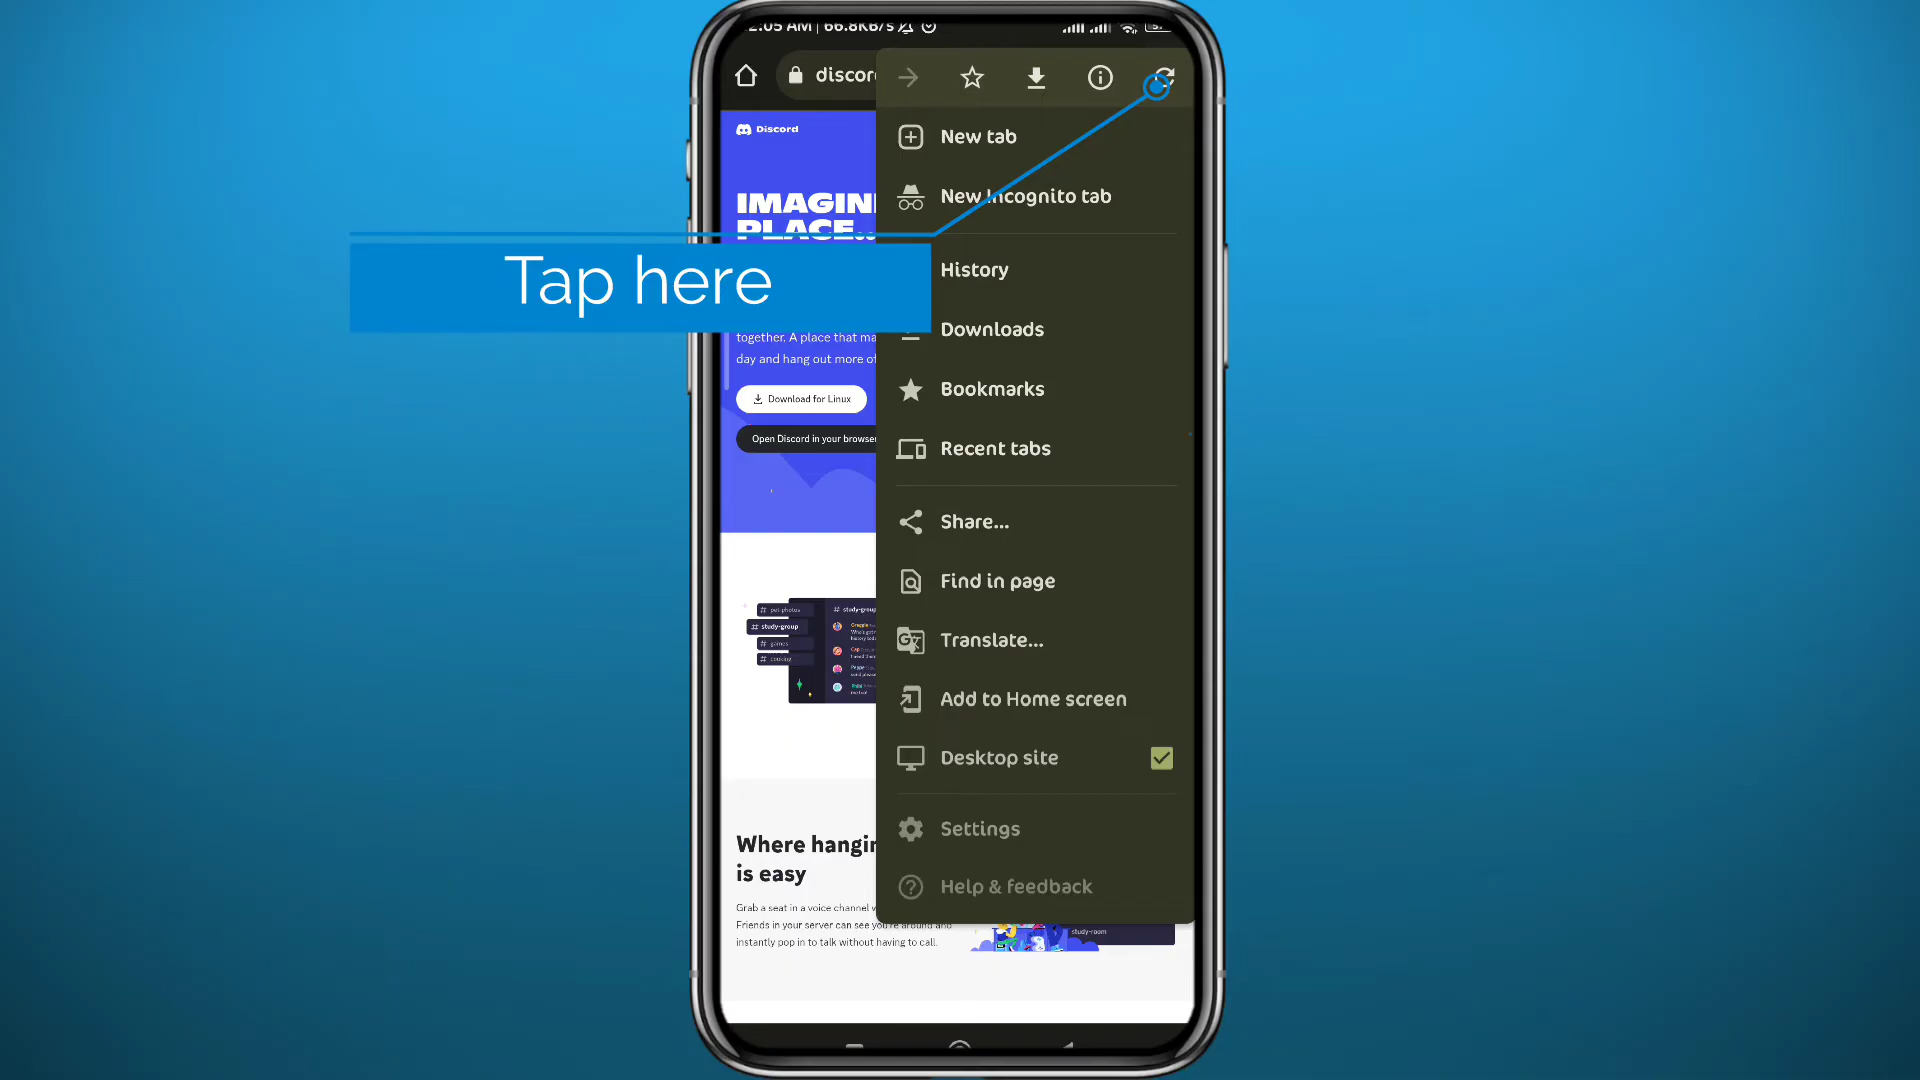 2:05 AM | 66.8KB/s
discor
Discord
New tab
New Incognito tab
IMAGIN
PLACE
Tap here
History
together. A place that ma
day and hang out more of
Downloads
Download for Linux
Bookmarks
Open Discord in your browser
Recent tabs
Share...
Find in page
# pet-photos
# study-group
# games
# cooking
# study-group
Translate...
Add to Home screen
Desktop site
Where hangin
is easy
Settings
Help & feedback
Grab a seat in a voice channel w
Friends in your server can see you're around and
instantly pop in to talk without having to call.
study-room